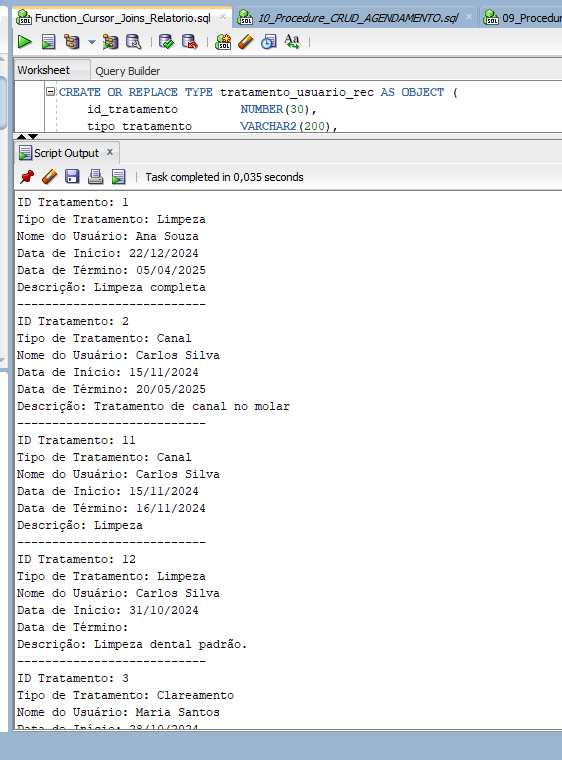 Function_Cursor_Joins_Relatorio.sql × 10_Procedure_CRUD_AGENDAMENTO.sql × 09_Procedur
Worksheet Query Builder
CREATE OR REPLACE TYPE tratamento_usuario_rec AS OBJECT (
id_tratamento NUMBER(30),
tipo_tratamento VARCHAR2(200),
Script Output ×
Task completed in 0,035 seconds
ID Tratamento: 1
Tipo de Tratamento: Limpeza
Nome do Usuário: Ana Souza
Data de Início: 22/12/2024
Data de Término: 05/04/2025
Descrição: Limpeza completa
---------------------------
ID Tratamento: 2
Tipo de Tratamento: Canal
Nome do Usuário: Carlos Silva
Data de Início: 15/11/2024
Data de Término: 20/05/2025
Descrição: Tratamento de canal no molar
---------------------------
ID Tratamento: 11
Tipo de Tratamento: Canal
Nome do Usuário: Carlos Silva
Data de Início: 15/11/2024
Data de Término: 16/11/2024
Descrição: Limpeza
---------------------------
ID Tratamento: 12
Tipo de Tratamento: Limpeza
Nome do Usuário: Carlos Silva
Data de Início: 31/10/2024
Data de Término:
Descrição: Limpeza dental padrão.
---------------------------
ID Tratamento: 3
Tipo de Tratamento: Clareamento
Nome do Usuário: Maria Santos
Data de Início: 28/10/2024